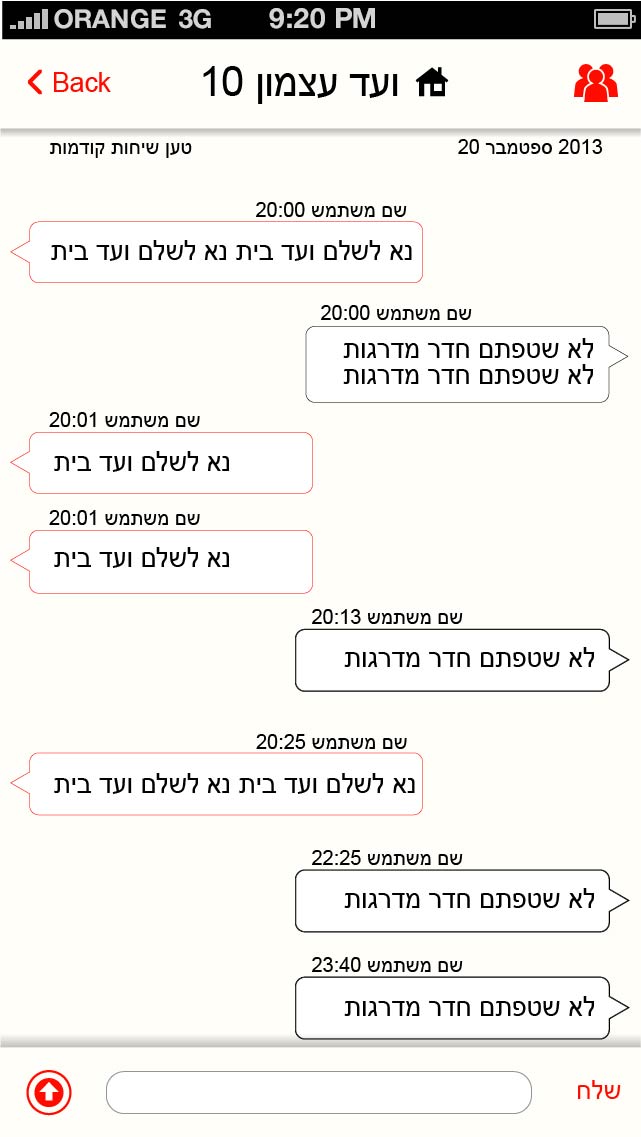 ORANGE 3G 9:20 PM
Back
ועד עצמון 10
20 ספטמבר 2013
טען שיחות קודמות
שם משתמש 20:00
נא לשלם ועד בית נא לשלם ועד בית
שם משתמש 20:00
לא שטפתם חדר מדרגות
לא שטפתם חדר מדרגות
שם משתמש 20:01
נא לשלם ועד בית
שם משתמש 20:01
נא לשלם ועד בית
שם משתמש 20:13
לא שטפתם חדר מדרגות
שם משתמש 20:25
נא לשלם ועד בית נא לשלם ועד בית
שם משתמש 22:25
לא שטפתם חדר מדרגות
שם משתמש 23:40
לא שטפתם חדר מדרגות
שלח